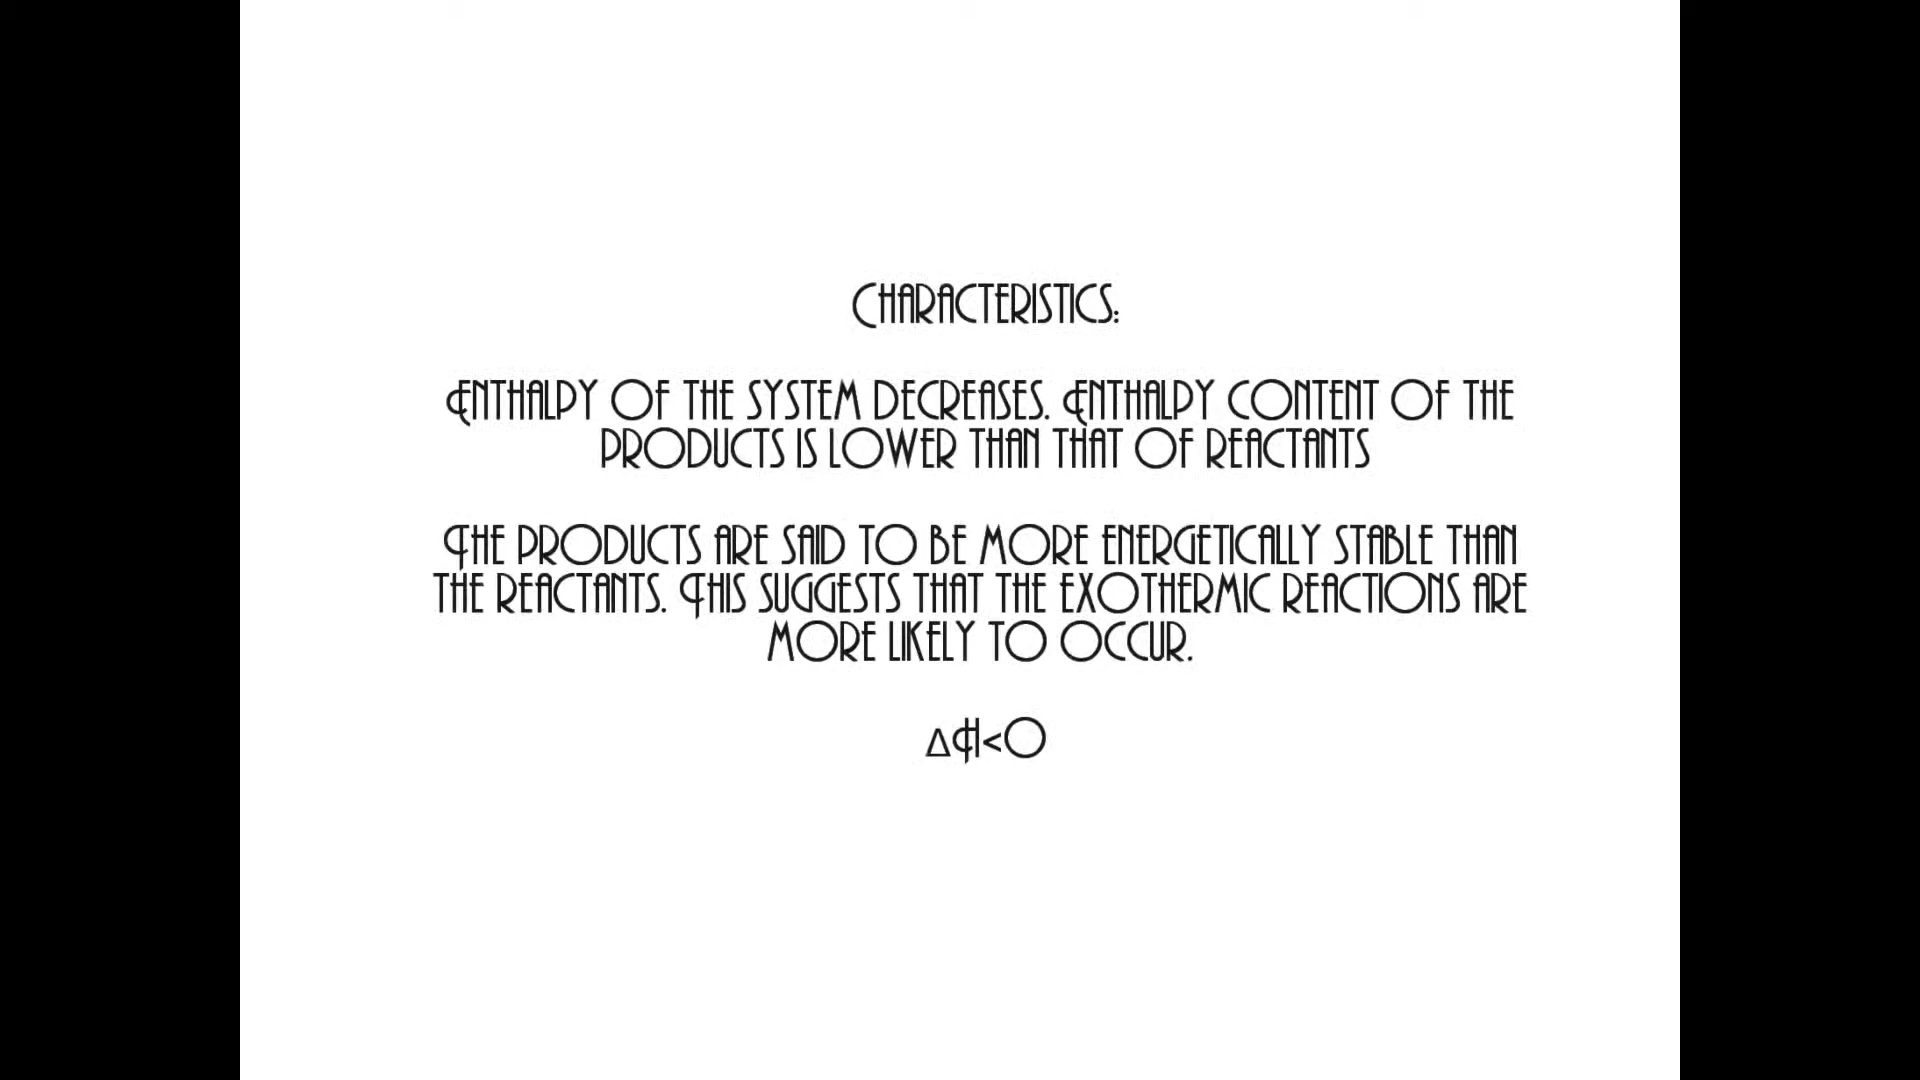 Characteristics:
Enthalpy of the system decreases. Enthalpy content of the
products is lower than that of reactants
The products are said to be more energetically stable than
the reactants. This suggests that the exothermic reactions are
more likely to occur.
ΔH<0